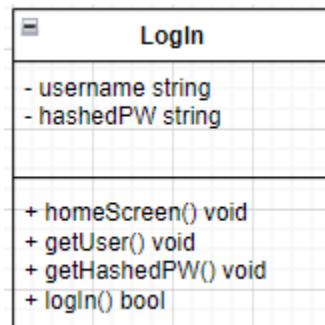 LogIn
- username string
- hashedPW string
+ homeScreen() void
+ getUser() void
+ getHashedPW() void
+ logIn() bool